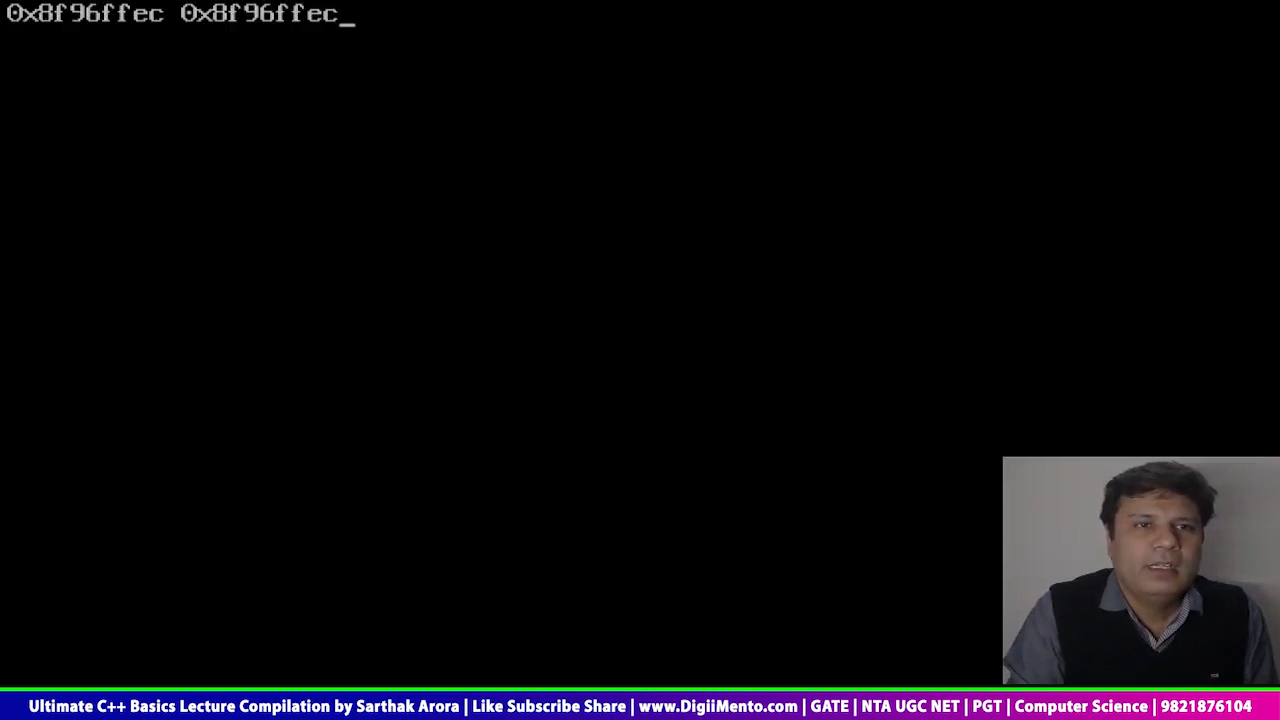 0x8f96ffec 0x8f96ffec_
Ultimate C++ Basics Lecture Compilation by Sarthak Arora | Like Subscribe Share | www.DigiiMento.com | GATE | NTA UGC NET | PGT | Computer Science | 9821876104